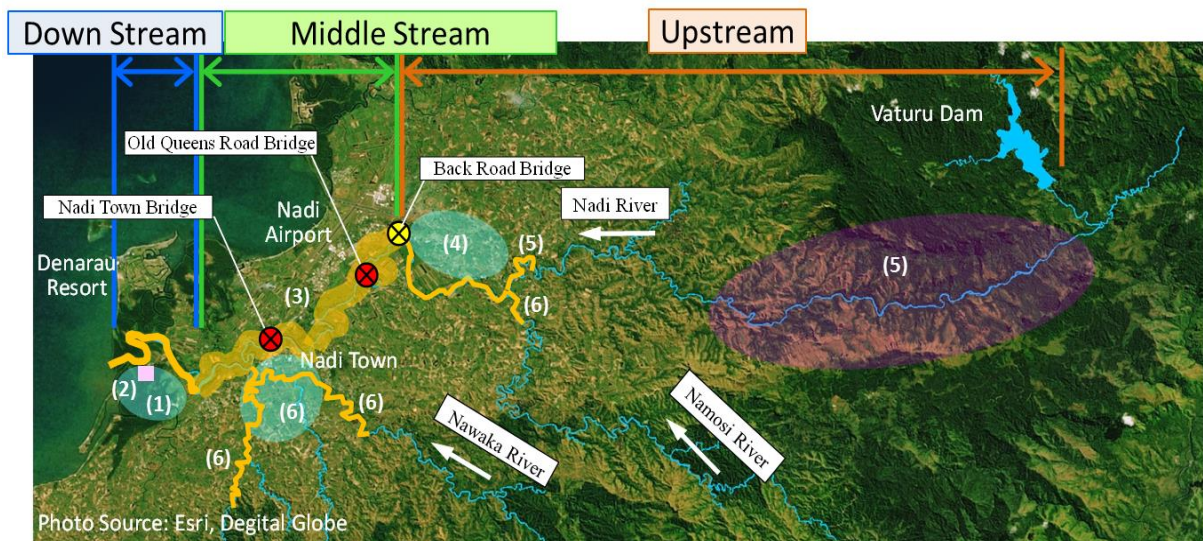 Down Stream
Middle Stream
Upstream
Vaturu Dam
Old Queens Road Bridge
Back Road Bridge
Nadi Town Bridge
Nadi
Airport
Nadi River
Denarau
Resort
(4)
(5)
(5)
(3)
(6)
Nadi Town
(2)
(1)
(6)
(6)
(6)
Nawaka River
Namosi River
Photo Source: Esri, Degital Globe